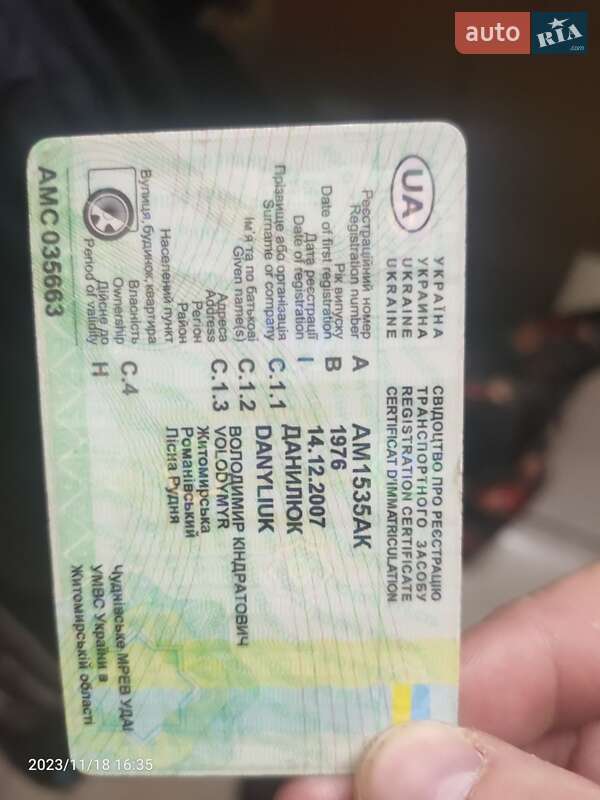 auto RIA.com
UA
УКРАЇНА СВІДОЦТВО ПРО РЕЄСТРАЦІЮ
УКРАИНА ТРАНСПОРТНОГО ЗАСОБУ
UKRAINE REGISTRATION CERTIFICATE
UKRAINE CERTIFICAT D'IMMATRICULATION
Реєстраційний номер
Registration number A AM1535AK
Рік випуску
Date of first registration B 1976
Дата реєстрації
Date of registration I 14.12.2007
Прізвище або організація ДАНИЛЮК
Surname or company C.1.1 DANYLIUK
Ім'я та по батькові ВОЛОДИМИР КІНДРАТОВИЧ
Given name(s) C.1.2 VOLODYMYR
Адреса
Address C.1.3 Житомирська
Регіон
Район Романівський
Населений пункт Лісна Рудня
Вулиця, будинок, квартира
Власність
Ownership C.4
Дійсне до
Period of validity H
Чуднівське МРЕВ УДАІ
УМВС України в
Житомирській області
АМС 035663
2023/11/18 16:35